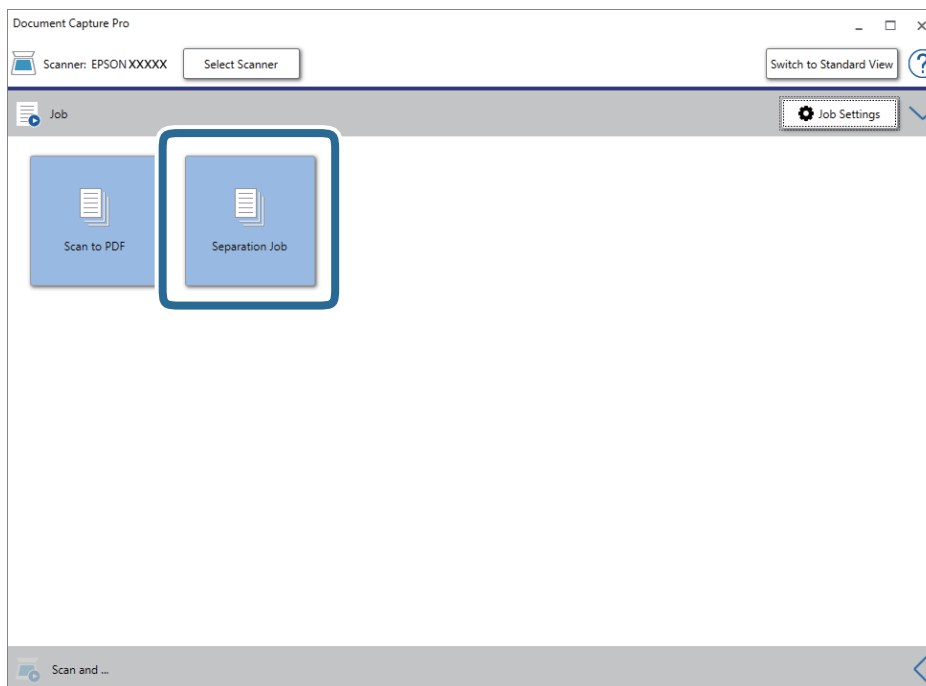 Document Capture Pro
Scanner: EPSON XXXXX
Select Scanner
Switch to Standard View
?
Job
Job Settings
Scan to PDF
Separation Job
Scan and ...